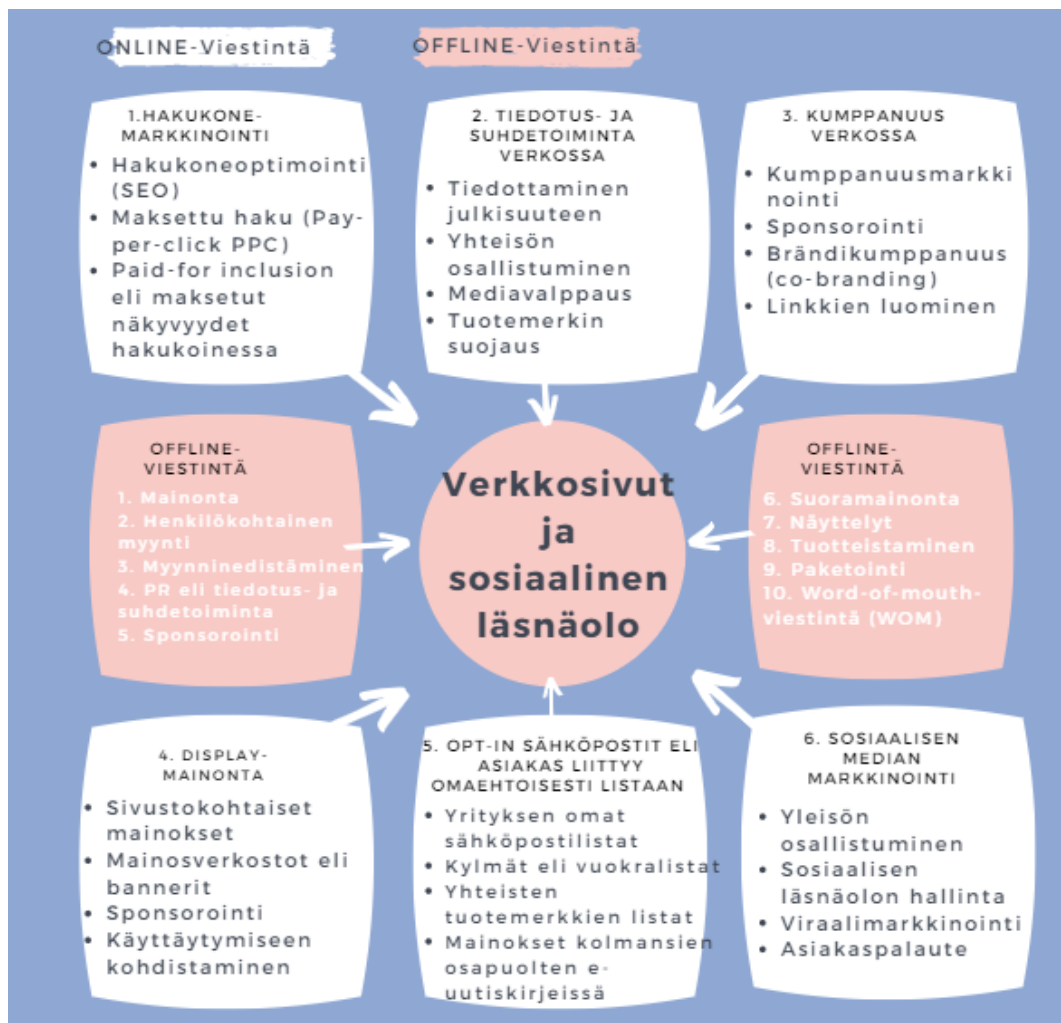 ONLINE-Viestintä
OFFLINE-Viestintä
1.HAKUKONE-
MARKKINOINTI
• Hakukoneoptimointi
(SEO)
• Maksettu haku (Pay-
per-click PPC)
• Paid-for inclusion
eli maksetut
näkyvyydet
hakukoinessa
2. TIEDOTUS- JA
SUHDETOIMINTA
VERKOSSA
• Tiedottaminen
julkisuuteen
• Yhteisön
osallistuminen
• Mediavalppaus
• Tuotemerkin
suojaus
3. KUMPPANUUS
VERKOSSA
• Kumppanuusmarkki
nointi
• Sponsorointi
• Brändikumppanuus
(co-branding)
• Linkkien luominen
OFFLINE-
VIESTINTÄ
1. Mainonta
2. Henkilökohtainen
myynti
3. Myynninedistäminen
4. PR eli tiedotus- ja
suhdetoiminta
5. Sponsorointi
Verkkosivut
ja
sosiaalinen
läsnäolo
OFFLINE-
VIESTINTÄ
6. Suoramainonta
7. Näyttelyt
8. Tuotteistaminen
9. Paketointi
10. Word-of-mouth-
viestintä (WOM)
4. DISPLAY-
MAINONTA
• Sivustokohtaiset
mainokset
• Mainosverkostot eli
bannerit
• Sponsorointi
• Käyttäytymiseen
kohdistaminen
5. OPT-IN SÄHKÖPOSTIT ELI
ASIAKAS LIITTYY
OMAEHTOISESTI LISTAAN
• Yrityksen omat
sähköpostilistat
• Kylmät eli vuokralistat
• Yhteisten
tuotemerkkien listat
• Mainokset kolmansien
osapuolten e-
uutiskirjeissä
6. SOSIAALISEN
MEDIAN
MARKKINOINTI
• Yleisön
osallistuminen
• Sosiaalisen
läsnäolon hallinta
• Viraalimarkkinointi
• Asiakaspalaute